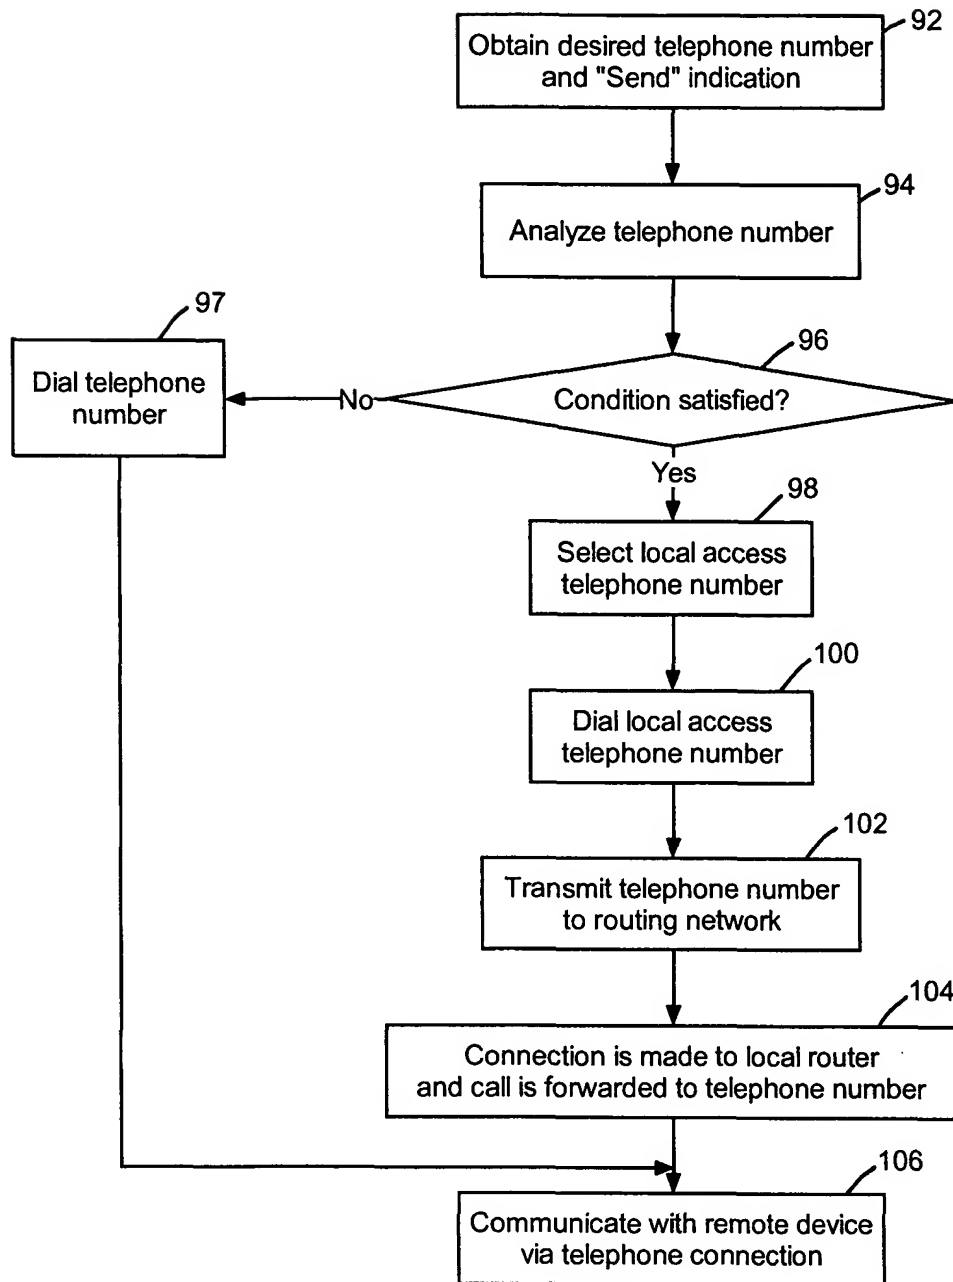 92
Obtain desired telephone number
and "Send" indication
94
Analyze telephone number
97
Dial telephone
number
96
Condition satisfied?
No
Yes
98
Select local access
telephone number
100
Dial local access
telephone number
102
Transmit telephone number
to routing network
104
Connection is made to local router
and call is forwarded to telephone number
106
Communicate with remote device
via telephone connection